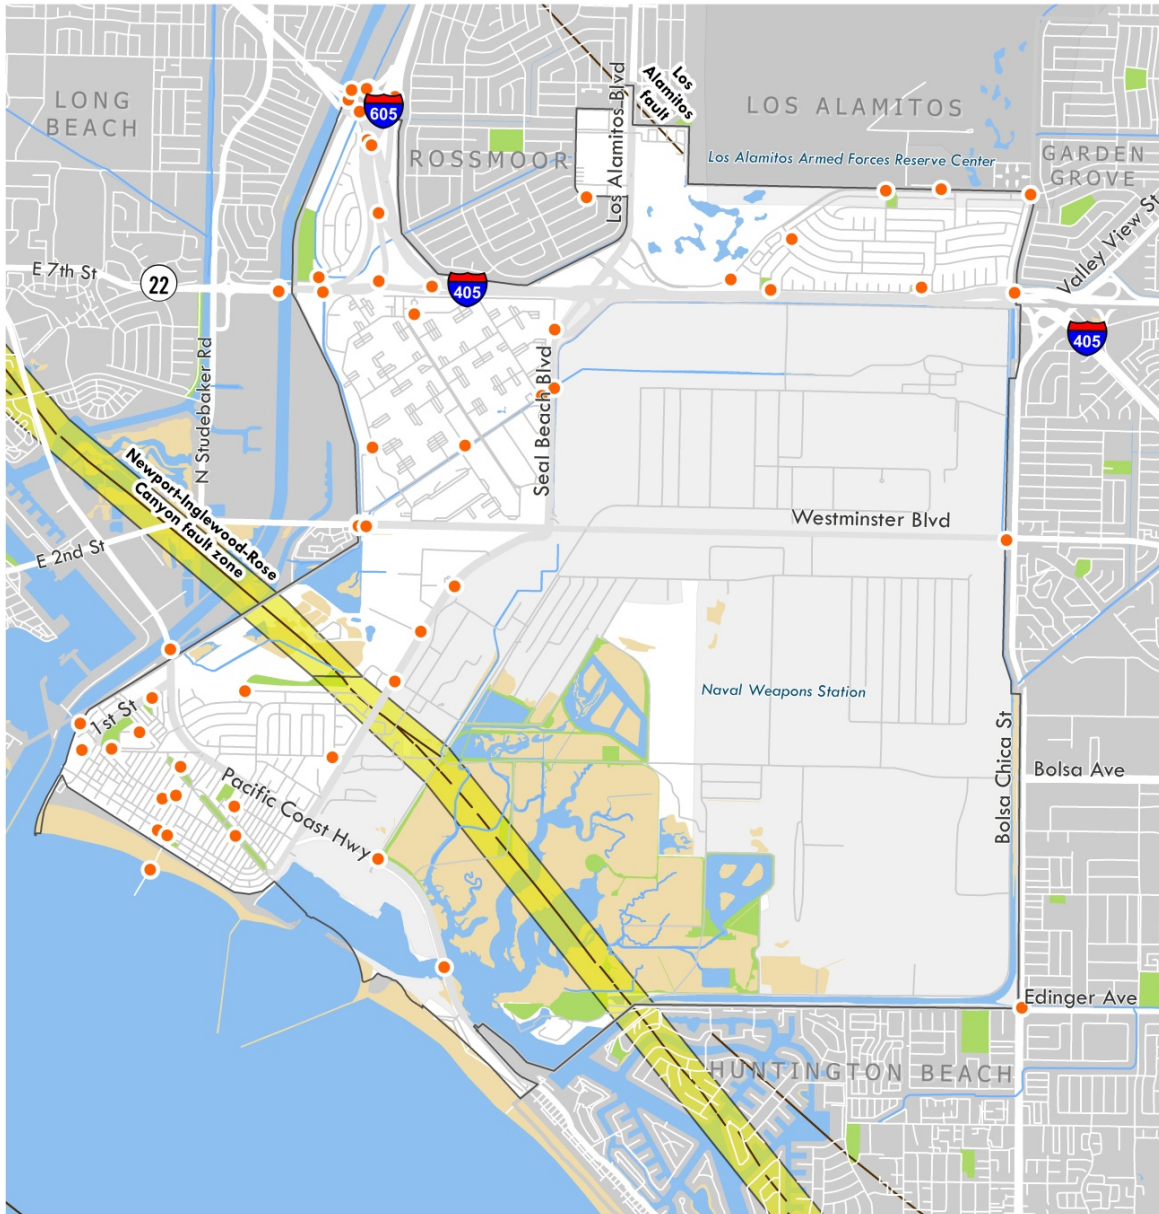 LONG
BEACH
605
ROSSMOOR
Los Alamitos Blvd
Los
Alamitos
fault
LOS ALAMITOS
Los Alamitos Armed Forces Reserve Center
GARDEN
GROVE
Valley View St
E 7th St
22
405
405
N Studebaker Rd
Seal Beach Blvd
Newport-Inglewood-Rose
Canyon fault zone
Westminster Blvd
E 2nd St
Naval Weapons Station
1st St
Pacific Coast Hwy
Bolsa Chica St
Bolsa Ave
Edinger Ave
HUNTINGTON BEACH